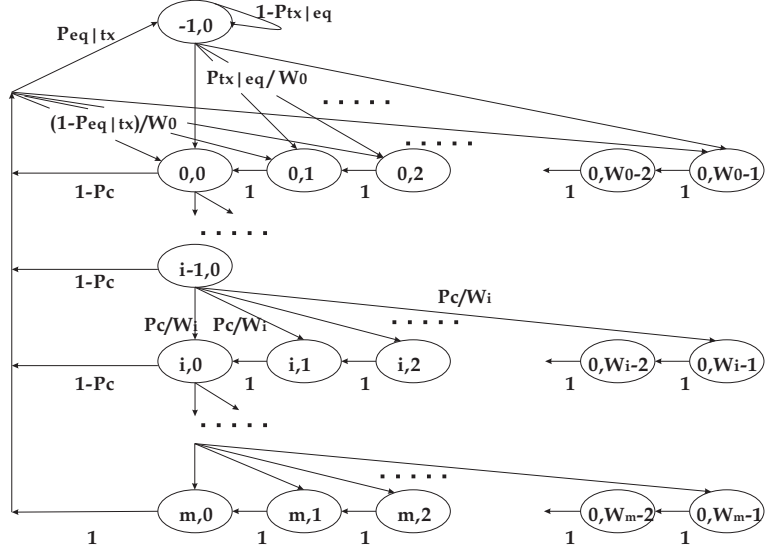 1-Ptx|eq
-1,0
Peq|tx
Ptx|eq/W0
. . . . .
(1-Peq|tx)/W0
. . . . .
0,0 0,1 0,2 0,W0-2 0,W0-1
1-Pc 1 1 1 1
. . . . .
i-1,0
1-Pc
Pc/Wi
Pc/Wi Pc/Wi
. . . . .
i,0 i,1 i,2 0,Wi-2 0,Wi-1
1-Pc 1 1 1 1
. . . . .
. . . . .
m,0 m,1 m,2 0,Wm-2 0,Wm-1
1 1 1 1 1